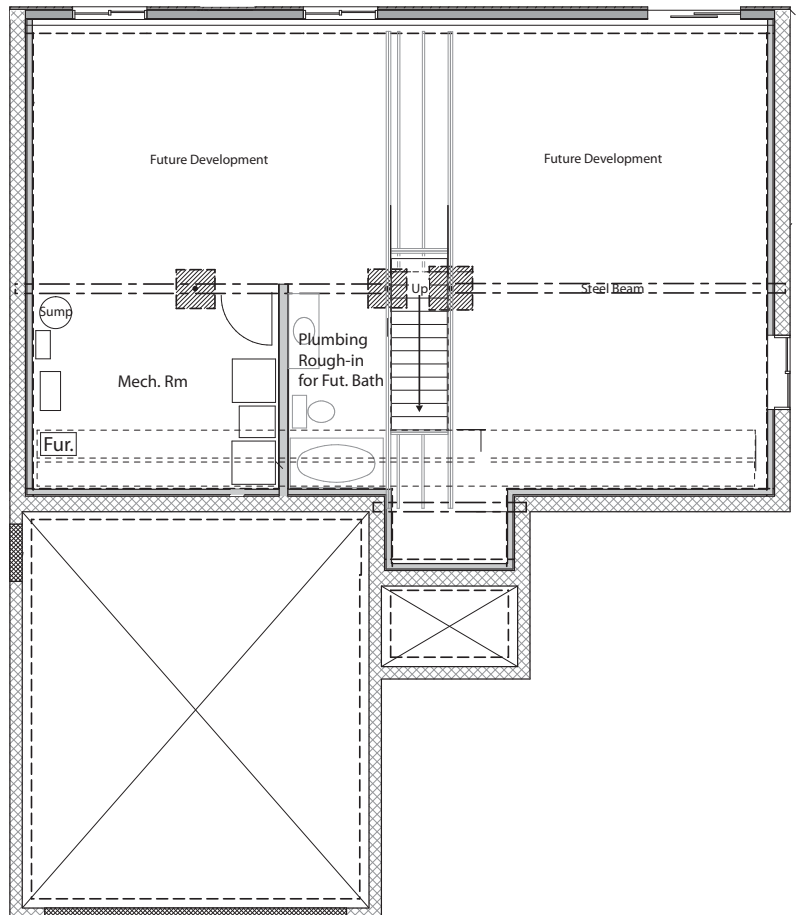 Future Development
Future Development
Up
Steel Beam
Sump
Plumbing
Rough-in
for Fut. Bath
Mech. Rm
Fur.